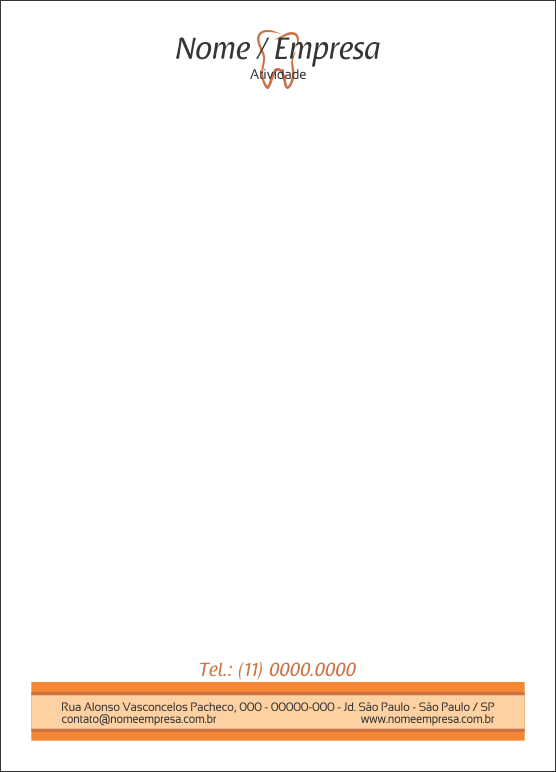 Nome / Empresa
Atividade
Tel.: (11) 0000.0000
Rua Alonso Vasconcelos Pacheco, 000 - 00000-000 - Jd. São Paulo - São Paulo / SP
contato@nomeempresa.com.br www.nomeempresa.com.br